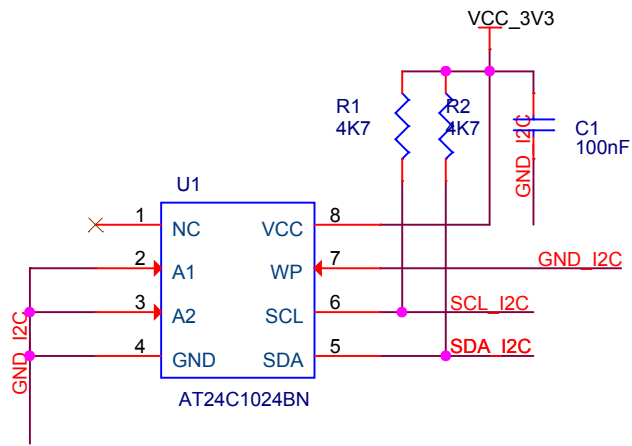 VCC_3V3
R1
4K7
R2
4K7
C1
100nF
GND_I2C
U1
1
NC
VCC
8
2
A1
WP
7
GND_I2C
3
A2
SCL
6
SCL_I2C
4
GND
SDA
5
SDA_I2C
GND_I2C
AT24C1024BN